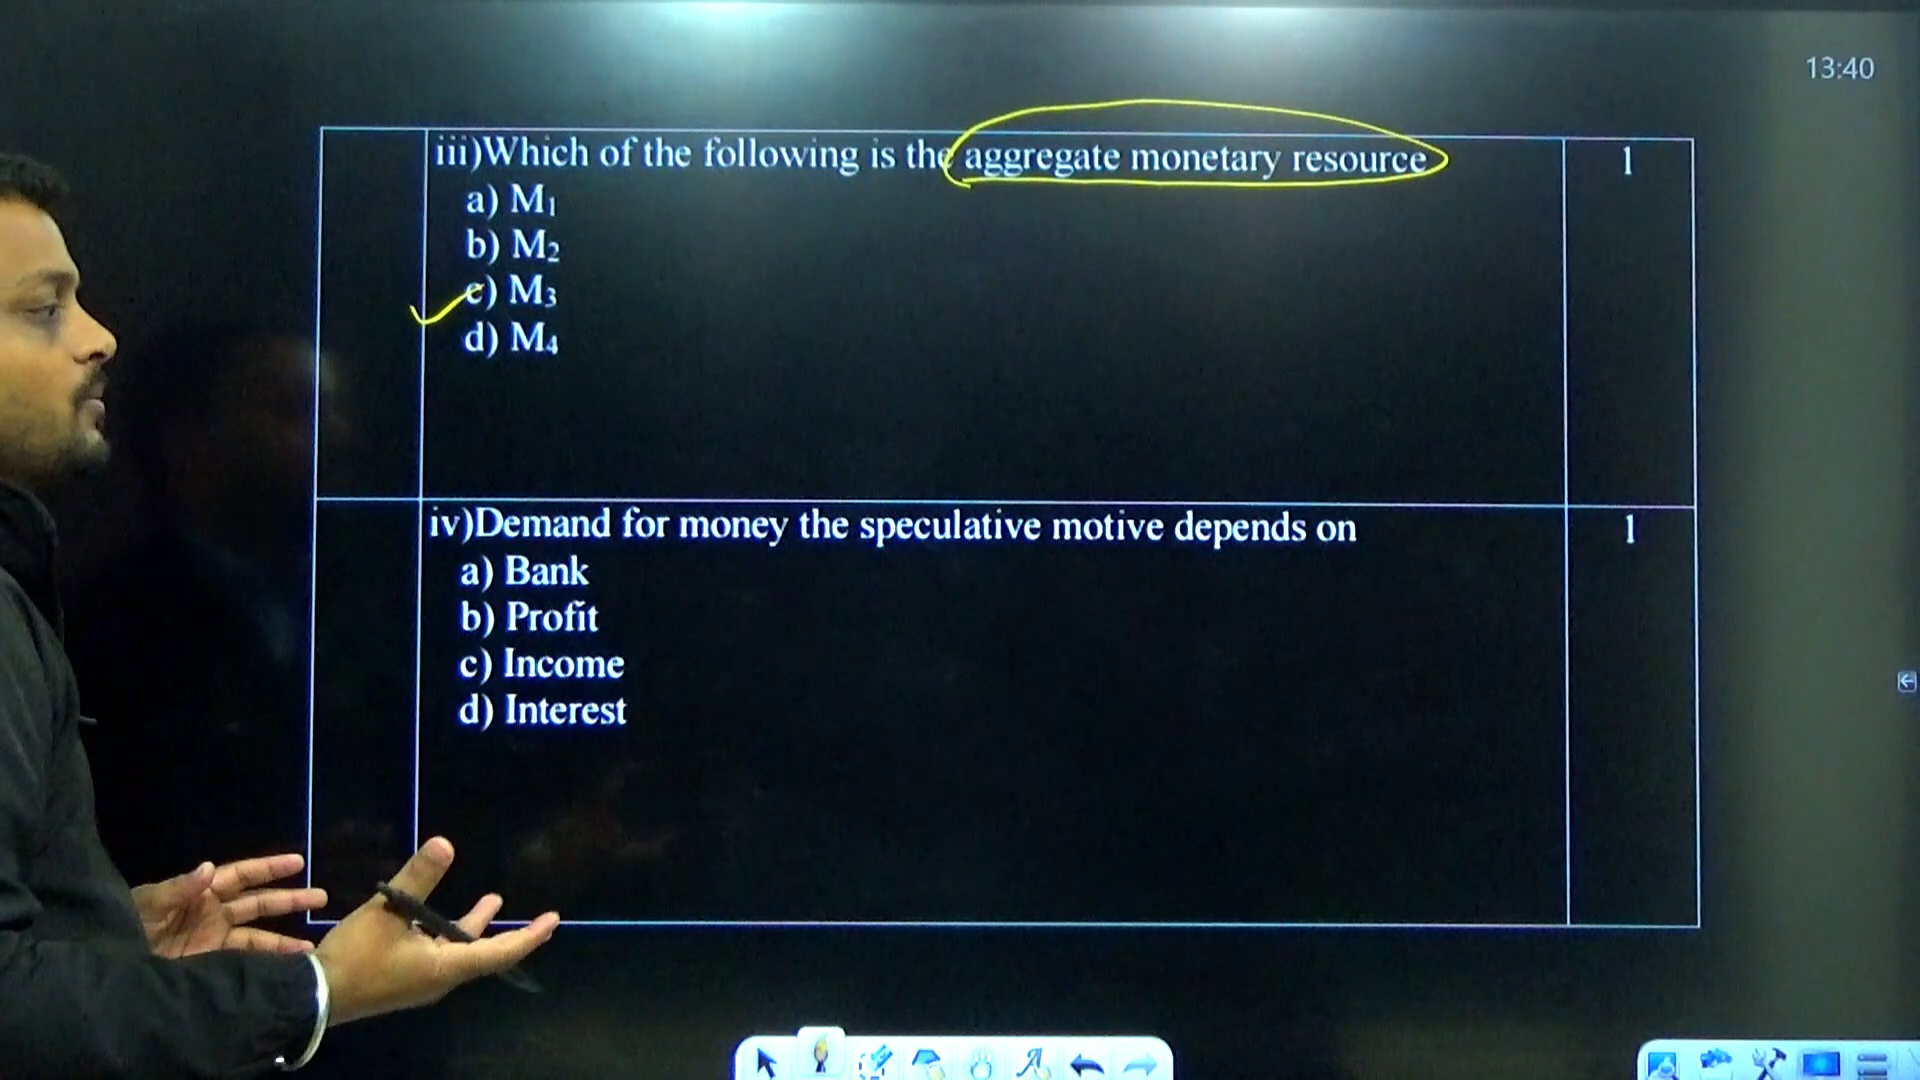 13:40
iii)Which of the following is the aggregate monetary resource 1
a) M₁
b) M₂
c) M₃
d) M₄
iv)Demand for money the speculative motive depends on 1
a) Bank
b) Profit
c) Income
d) Interest